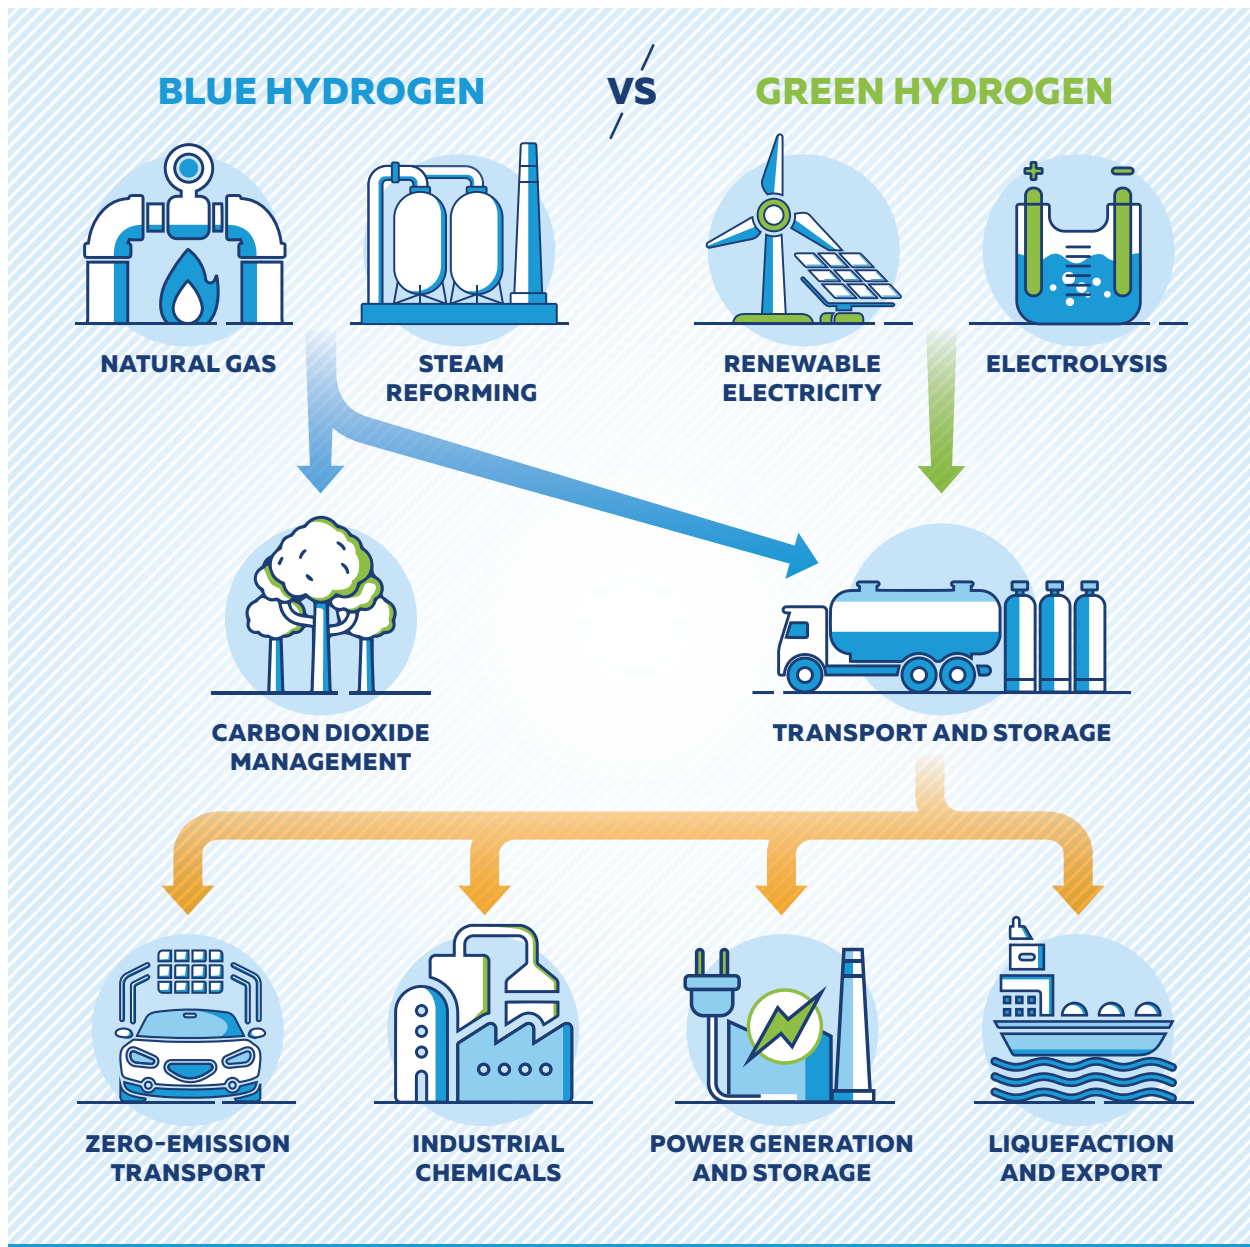 BLUE HYDROGEN
VS
GREEN HYDROGEN
+
−
NATURAL GAS
STEAM
REFORMING
RENEWABLE
ELECTRICITY
ELECTROLYSIS
CARBON DIOXIDE
MANAGEMENT
TRANSPORT AND STORAGE
ZERO-EMISSION
TRANSPORT
INDUSTRIAL
CHEMICALS
POWER GENERATION
AND STORAGE
LIQUEFACTION
AND EXPORT